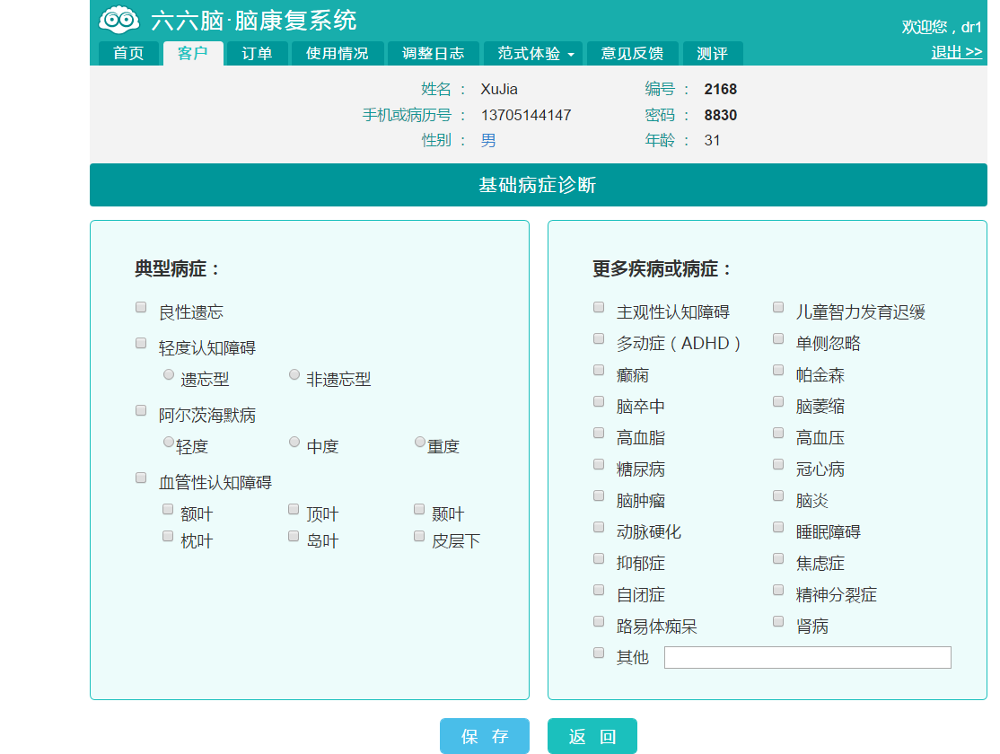 六六脑·脑康复系统
欢迎您，dr1
首页 客户 订单 使用情况 调整日志 范式体验 意见反馈 测评 退出 >>
姓名 ： XuJia 编号 ： 2168
手机或病历号 ： 13705144147 密码 ： 8830
性别 ： 男 年龄 ： 31
基础病症诊断
典型病症：
良性遗忘
轻度认知障碍
遗忘型 非遗忘型
阿尔茨海默病
轻度 中度 重度
血管性认知障碍
额叶 顶叶 颞叶
枕叶 岛叶 皮层下
更多疾病或病症：
主观性认知障碍 儿童智力发育迟缓
多动症（ADHD） 单侧忽略
癫痫 帕金森
脑卒中 脑萎缩
高血脂 高血压
糖尿病 冠心病
脑肿瘤 脑炎
动脉硬化 睡眠障碍
抑郁症 焦虑症
自闭症 精神分裂症
路易体痴呆 肾病
其他
保 存 返 回